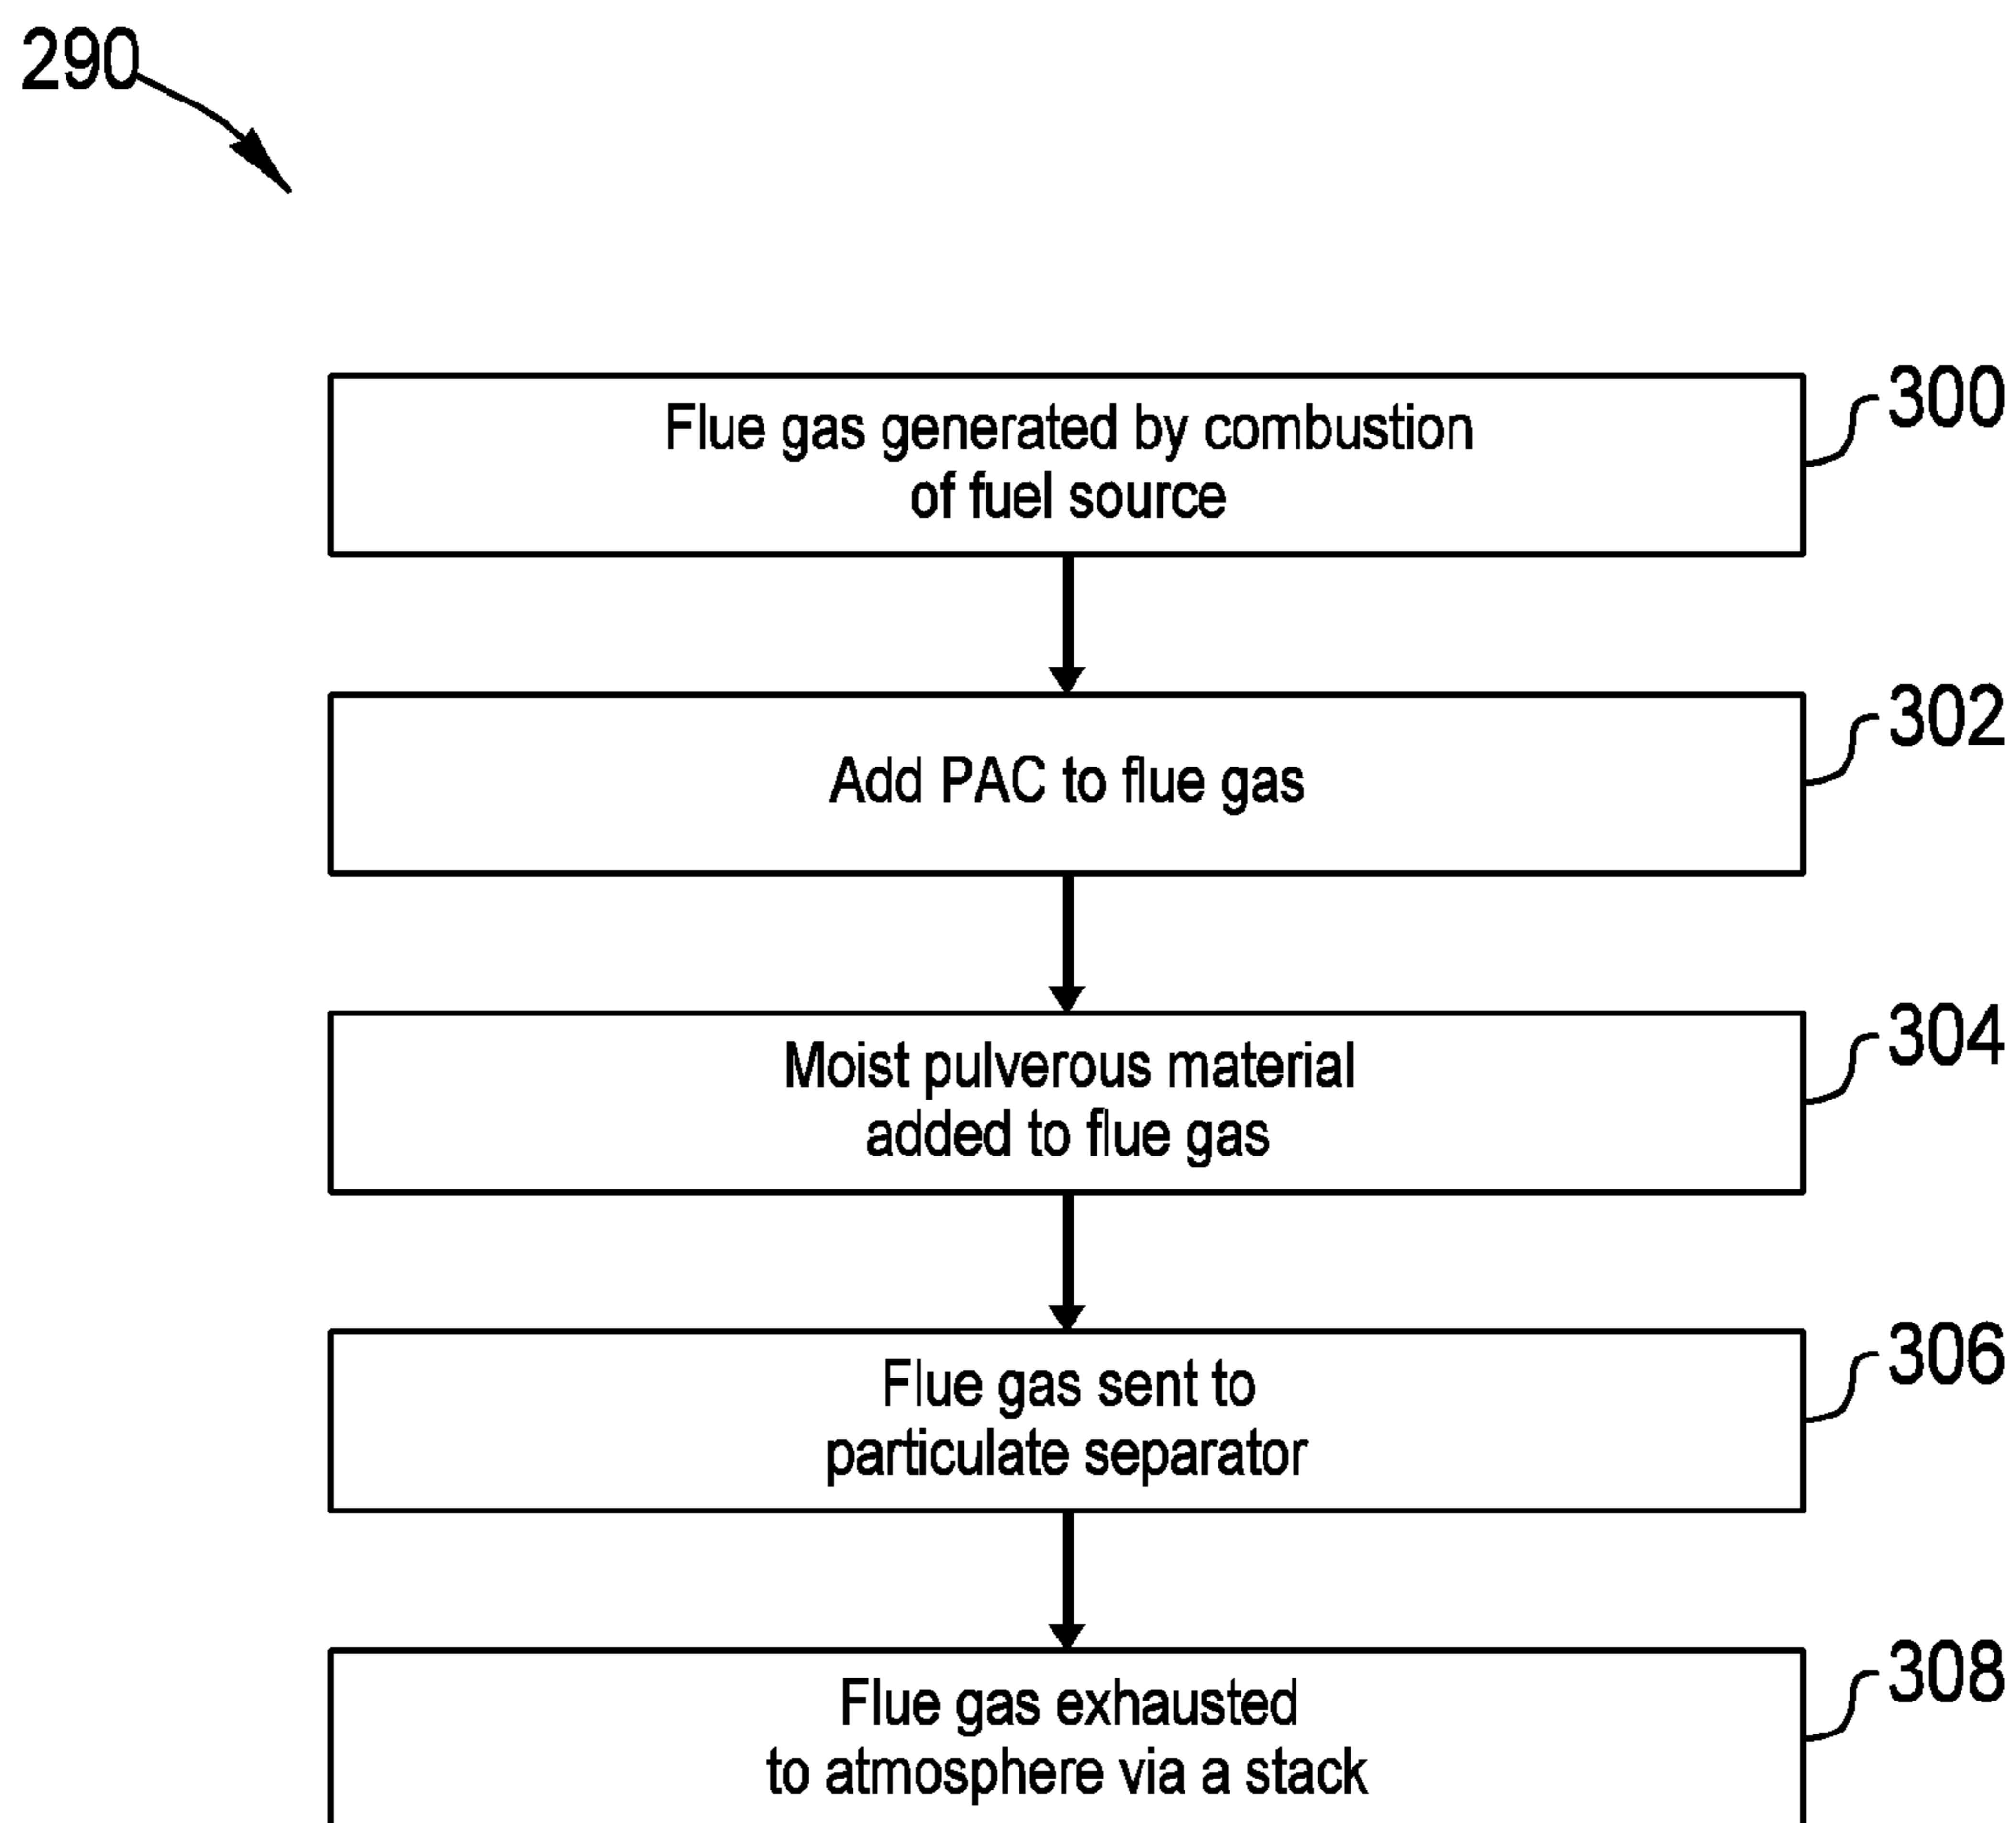 290
Flue gas generated by combustion
of fuel source
300
Add PAC to flue gas
302
Moist pulverous material
added to flue gas
304
Flue gas sent to
particulate separator
306
Flue gas exhausted
to atmosphere via a stack
308